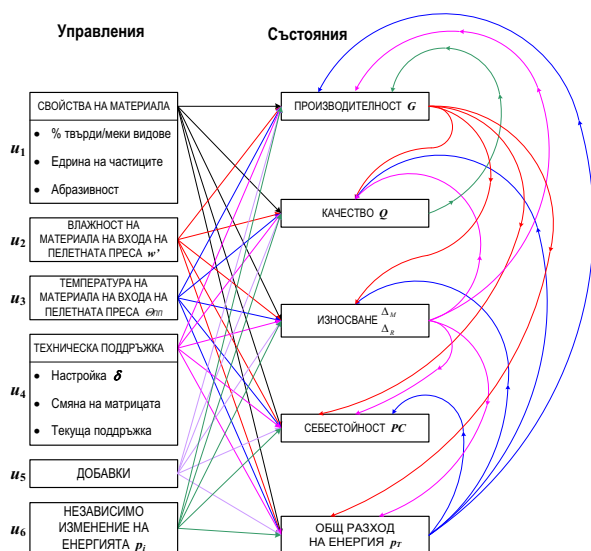 Управления
Състояния
u1
СВОЙСТВА НА МАТЕРИАЛА
• % твърди/меки видове
• Едрина на частиците
• Абразивност
u2
ВЛАЖНОСТ НА
МАТЕРИАЛА НА ВХОДА НА
ПЕЛЕТНАТА ПРЕСА w'
u3
ТЕМПЕРАТУРА НА
МАТЕРИАЛА НА ВХОДА НА
ПЕЛЕТНАТА ПРЕСА Θпп
u4
ТЕХНИЧЕСКА ПОДДРЪЖКА
• Настройка δ
• Смяна на матрицата
• Текуща поддръжка
u5
ДОБАВКИ
u6
НЕЗАВИСИМО
ИЗМЕНЕНИЕ НА
ЕНЕРГИЯТА pi
ПРОИЗВОДИТЕЛНОСТ G
КАЧЕСТВО Q
ИЗНОСВАНЕ ΔM
ΔR
СЕБЕСТОЙНОСТ PC
ОБЩ РАЗХОД
НА ЕНЕРГИЯ pT